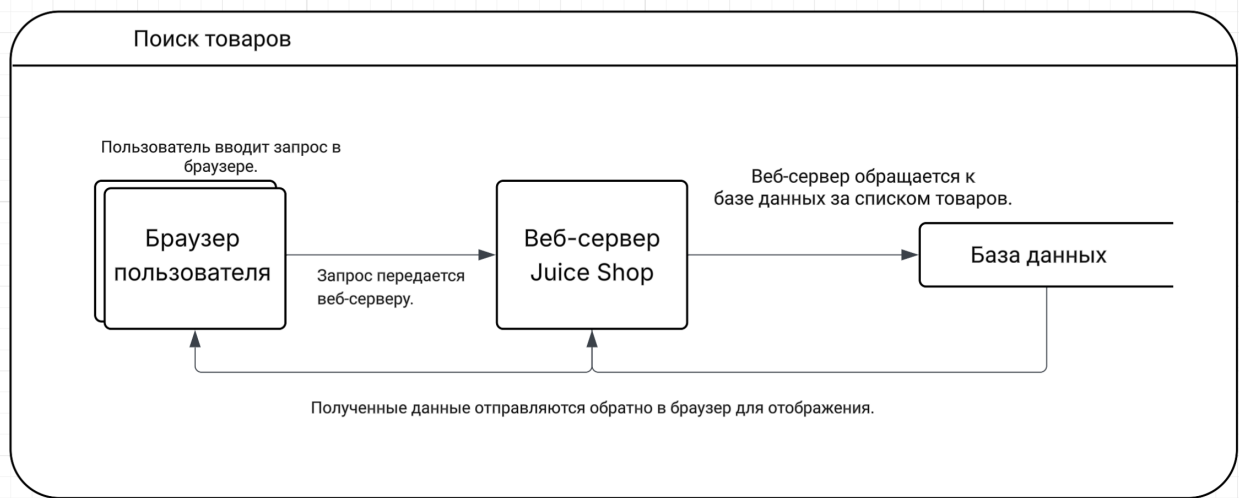 Поиск товаров
Пользователь вводит запрос в
браузере.
Браузер
пользователя
Запрос передается
веб-серверу.
Веб-сервер
Juice Shop
Веб-сервер обращается к
базе данных за списком товаров.
База данных
Полученные данные отправляются обратно в браузер для отображения.